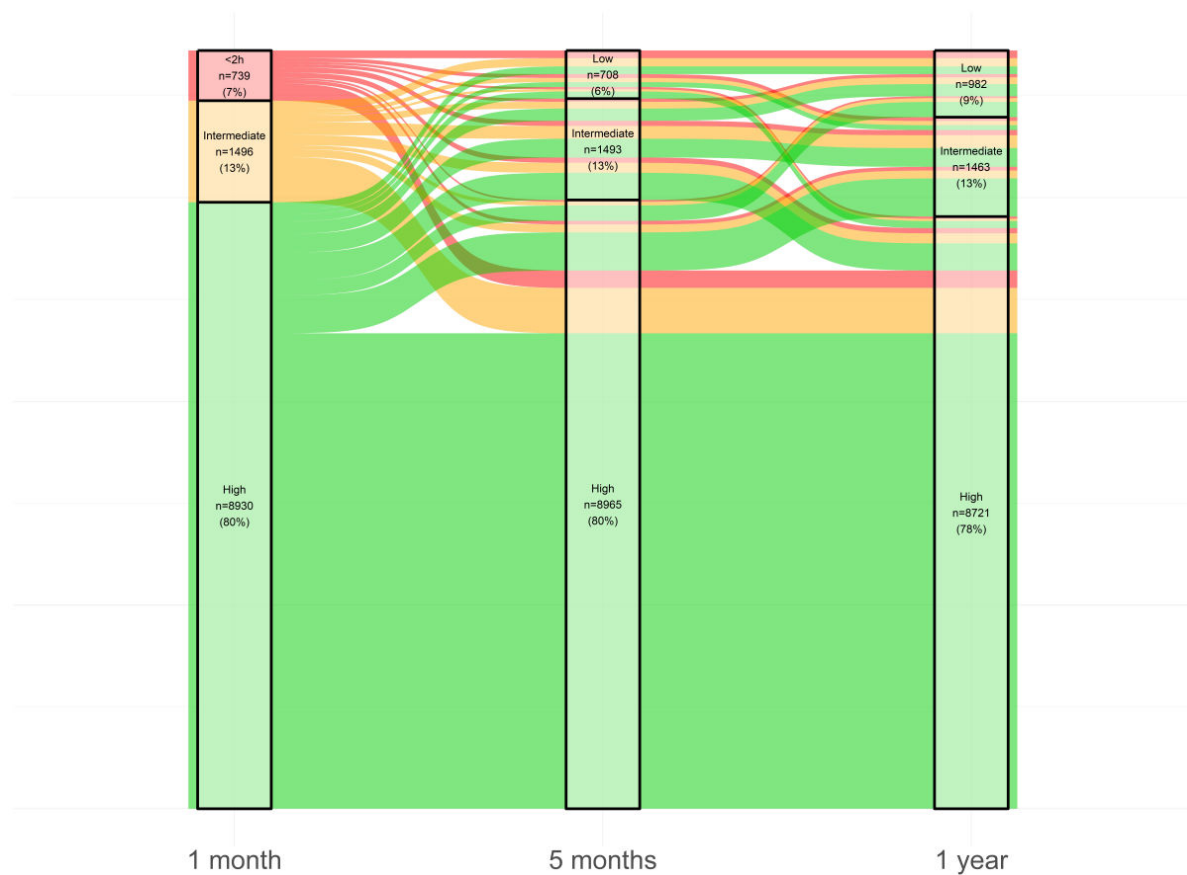 <2h
n=739
(7%)
Intermediate
n=1496
(13%)
High
n=8930
(80%)
Low
n=708
(6%)
Intermediate
n=1493
(13%)
High
n=8965
(80%)
Low
n=982
(9%)
Intermediate
n=1463
(13%)
High
n=8721
(78%)
1 month
5 months
1 year